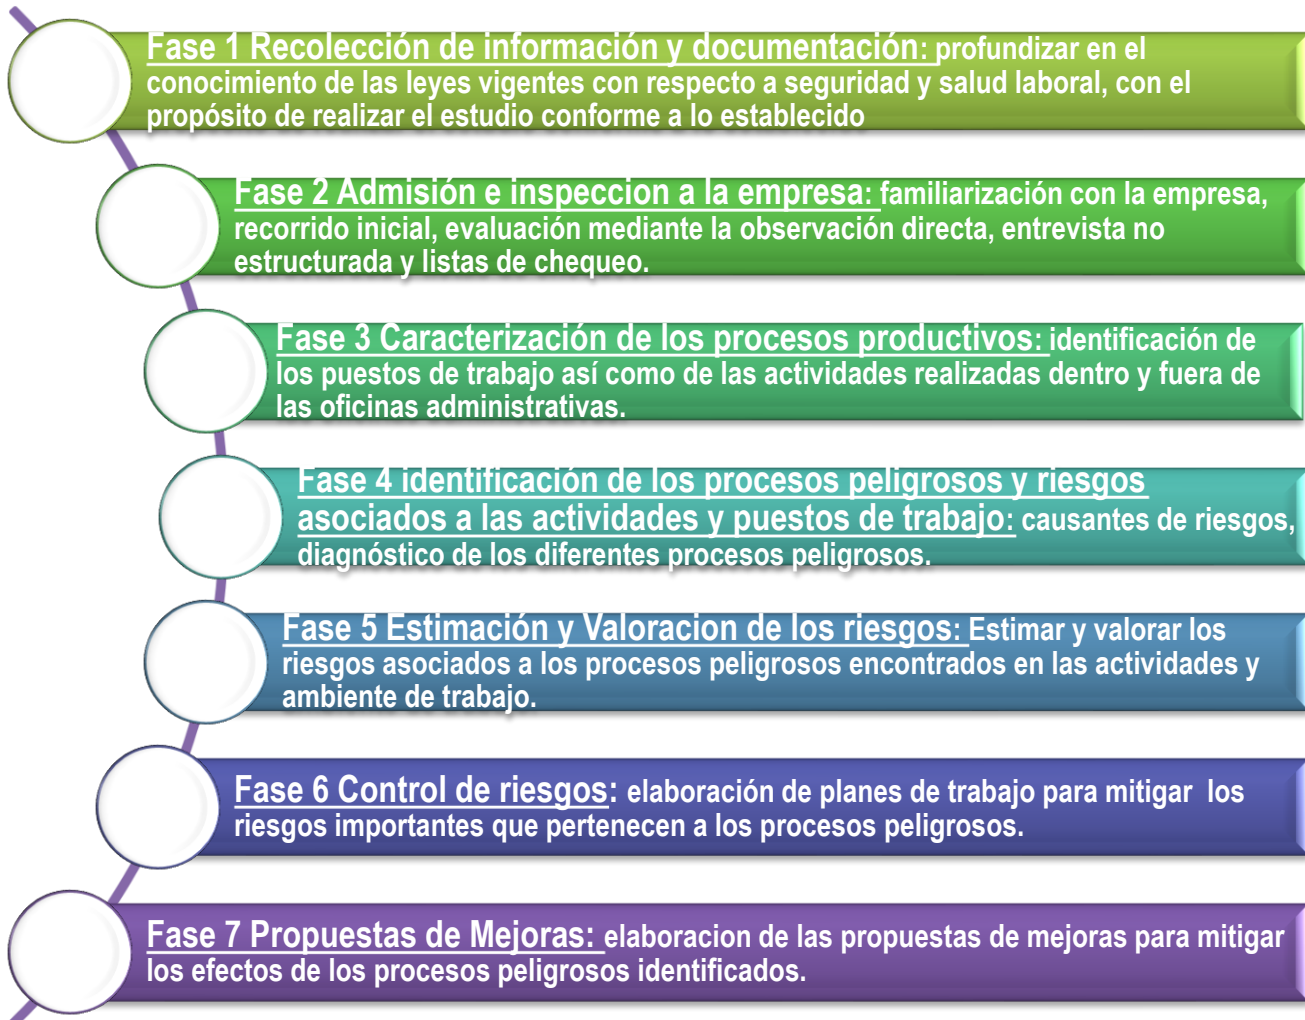 Fase 1 Recolección de información y documentación: profundizar en el
conocimiento de las leyes vigentes con respecto a seguridad y salud laboral, con el
propósito de realizar el estudio conforme a lo establecido
Fase 2 Admisión e inspeccion a la empresa: familiarización con la empresa,
recorrido inicial, evaluación mediante la observación directa, entrevista no
estructurada y listas de chequeo.
Fase 3 Caracterización de los procesos productivos: identificación de
los puestos de trabajo así como de las actividades realizadas dentro y fuera de
las oficinas administrativas.
Fase 4 identificación de los procesos peligrosos y riesgos
asociados a las actividades y puestos de trabajo: causantes de riesgos,
diagnóstico de los diferentes procesos peligrosos.
Fase 5 Estimación y Valoracion de los riesgos: Estimar y valorar los
riesgos asociados a los procesos peligrosos encontrados en las actividades y
ambiente de trabajo.
Fase 6 Control de riesgos: elaboración de planes de trabajo para mitigar los
riesgos importantes que pertenecen a los procesos peligrosos.
Fase 7 Propuestas de Mejoras: elaboracion de las propuestas de mejoras para mitigar
los efectos de los procesos peligrosos identificados.